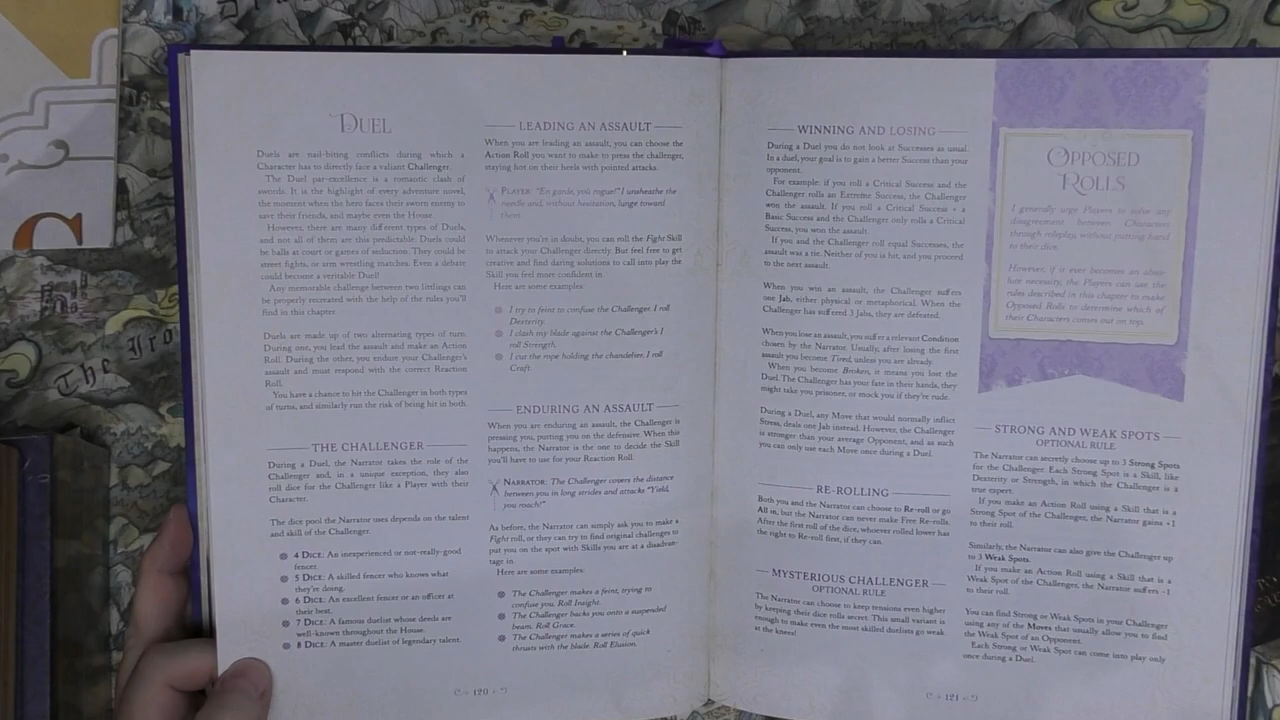 DUEL
Duels are nail-biting conflicts during which a
Character has to directly face a valiant Challenger.
The Duel par-excellence is a romantic clash of
swords. It is the highlight of every adventure novel,
the moment when the hero faces their sworn enemy to
save their friends, and maybe even the House.
However, there are many different types of Duels,
and not all of them are this predictable. Duels could
be balls at court or games of seduction. They could be
street fights, or arm wrestling matches. Even a debate
could become a veritable Duel!
Any memorable challenge between two littlings can
be properly recreated with the help of the rules you'll
find in this chapter.
Duels are made up of two alternating types of turn.
During one, you lead the assault and make an Action
Roll. During the other, you endure your Challenger's
assault and must respond with the correct Reaction
Roll.
You have a chance to hit the Challenger in both types
of turns, and similarly run the risk of being hit in both.
THE CHALLENGER
During a Duel, the Narrator takes the role of the
Challenger and, in a unique exception, they also
roll dice for the Challenger like a Player with their
Character.
The dice pool the Narrator uses depends on the talent
and skill of the Challenger.
4 DICE: An inexperienced or not-really-good
fencer.
5 DICE: A skilled fencer who knows what
they're doing.
6 DICE: An excellent fencer or an officer at
their best.
7 DICE: A famous duelist whose deeds are
well-known throughout the House.
8 DICE: A master duelist of legendary talent.
120
LEADING AN ASSAULT
When you are leading an assault, you can choose the
Action Roll you want to make to press the challenger,
staying hot on their heels with pointed attacks.
PLAYER: "En garde, you rogue!" I unsheathe the
needle and, without hesitation, lunge toward
them.
Whenever you're in doubt, you can roll the Fight Skill
to attack your Challenger directly. But feel free to get
creative and find daring solutions to call into play the
Skill you feel more confident in.
Here are some examples:
I try to feint to confuse the Challenger. I roll
Dexterity.
I clash my blade against the Challenger's I
roll Strength.
I cut the rope holding the chandelier. I roll
Craft.
ENDURING AN ASSAULT
When you are enduring an assault, the Challenger is
pressing you, putting you on the defensive. When this
happens, the Narrator is the one to decide the Skill
you'll have to use for your Reaction Roll.
NARRATOR: The Challenger covers the distance
between you in long strides and attacks "Yield,
you roach!"
As before, the Narrator can simply ask you to make a
Fight roll, or they can try to find original challenges to
put you on the spot with Skills you are at a disadvan-
tage in.
Here are some examples:
The Challenger makes a feint, trying to
confuse you. Roll Insight.
The Challenger backs you onto a suspended
beam. Roll Grace.
The Challenger makes a series of quick
thrusts with the blade. Roll Elusion.
WINNING AND LOSING
During a Duel you do not look at Successes as usual.
In a duel, your goal is to gain a better Success than your
opponent.
For example: if you roll a Critical Success and the
Challenger rolls an Extreme Success, the Challenger
won the assault. If you roll a Critical Success + a
Basic Success and the Challenger only rolls a Critical
Success, you won the assault.
If you and the Challenger roll equal Successes, the
assault was a tie. Neither of you is hit, and you proceed
to the next assault.
When you win an assault, the Challenger suffers
one Jab, either physical or metaphorical. When the
Challenger has suffered 3 Jabs, they are defeated.
When you lose an assault, you suffer a relevant Condition
chosen by the Narrator. Usually, after losing the first
assault you become Tired, unless you are already.
When you become Broken, it means you lost the
Duel. The Challenger has your fate in their hands, they
might take you prisoner, or mock you if they're rude.
During a Duel, any Move that would normally inflict
Stress, deals one Jab instead. However, the Challenger
is stronger than your average Opponent, and as such
you can only use each Move once during a Duel.
RE-ROLLING
Both you and the Narrator can choose to Re-roll or go
All in, but the Narrator can never make Free Re-rolls.
After the first roll of the dice, whoever rolled lower has
the right to Re-roll first, if they can.
MYSTERIOUS CHALLENGER
OPTIONAL RULE
The Narrator can choose to keep tensions even higher
by keeping their dice rolls secret. This small variant is
enough to make even the most skilled duelists go weak
at the knees!
OPPOSED
ROLLS
I generally urge Players to solve any
disagreement between Characters
through roleplay, without putting hand
to their dice.
However, if it ever becomes an abso-
lute necessity, the Players can use the
rules described in this chapter to make
Opposed Rolls to determine which of
their Characters comes out on top.
STRONG AND WEAK SPOTS
OPTIONAL RULE
The Narrator can secretly choose up to 3 Strong Spots
for the Challenger. Each Strong Spot is a Skill, like
Dexterity or Strength, in which the Challenger is a
true expert.
If you make an Action Roll using a Skill that is a
Strong Spot of the Challenger, the Narrator gains +1
to their roll.
Similarly, the Narrator can also give the Challenger up
to 3 Weak Spots.
If you make an Action Roll using a Skill that is a
Weak Spot of the Challenger, the Narrator suffers -1
to their roll.
You can find Strong or Weak Spots in your Challenger
using any of the Moves that usually allow you to find
the Weak Spot of an Opponent.
Each Strong or Weak Spot can come into play only
once during a Duel.
121
The